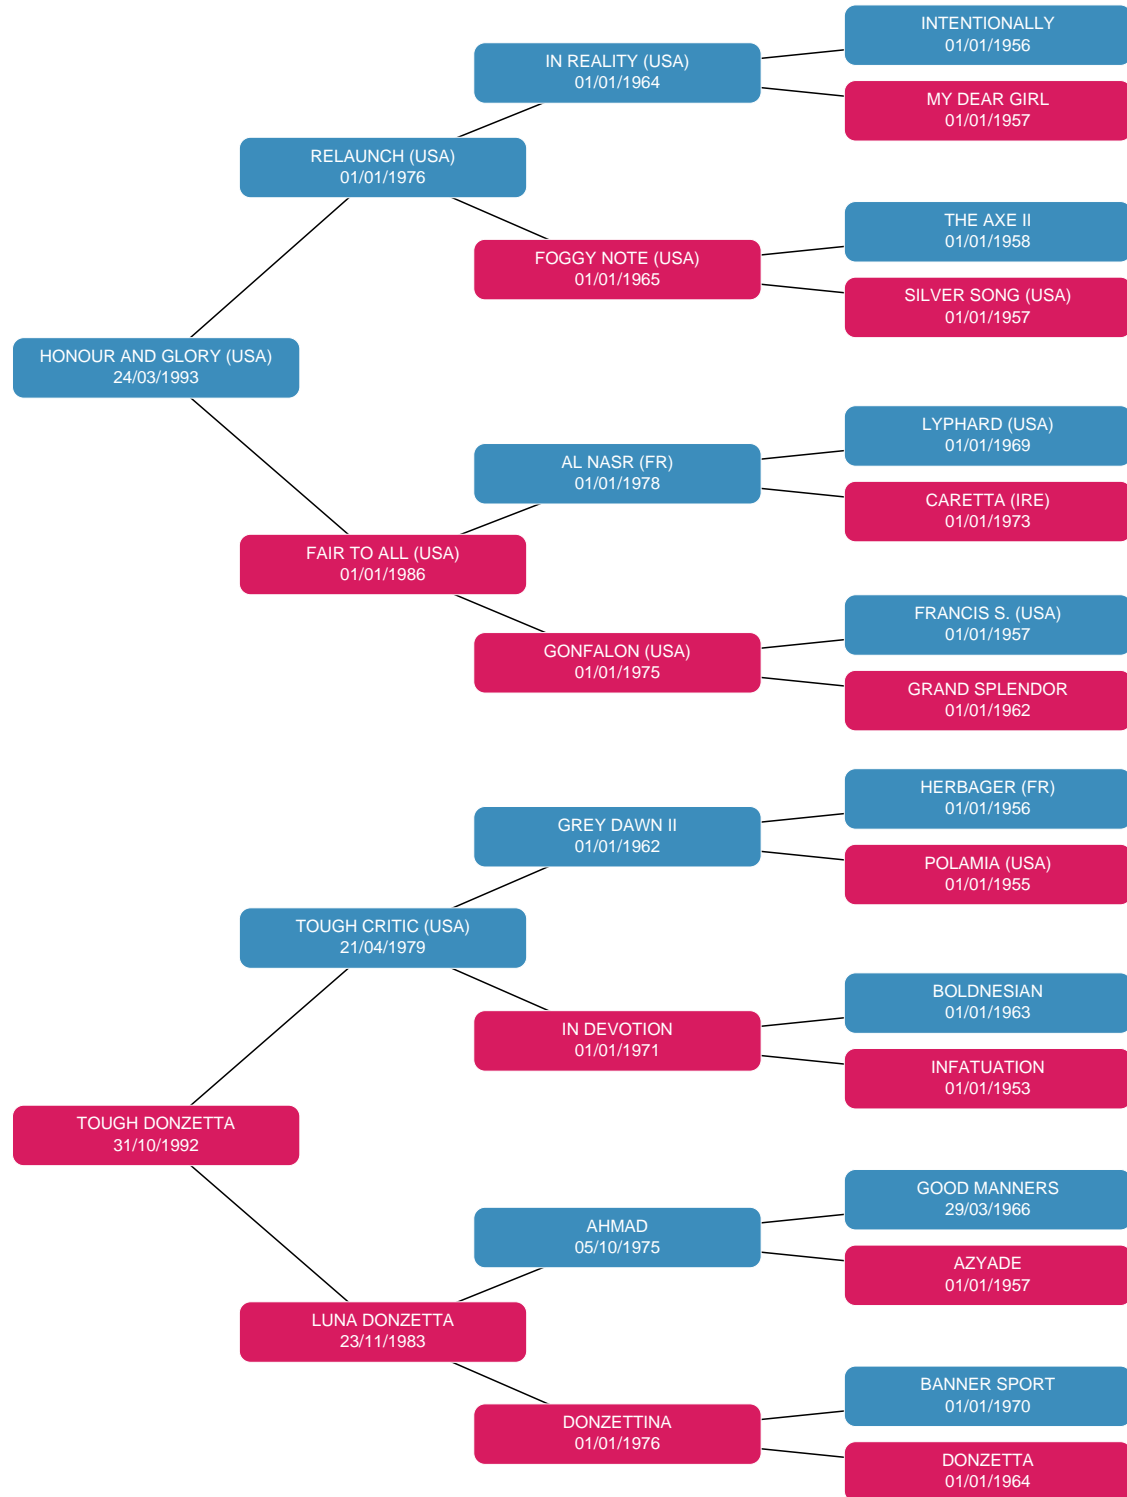 INTENTIONALLY
01/01/1956
IN REALITY (USA)
01/01/1964
MY DEAR GIRL
01/01/1957
RELAUNCH (USA)
01/01/1976
THE AXE II
01/01/1958
FOGGY NOTE (USA)
01/01/1965
SILVER SONG (USA)
01/01/1957
HONOUR AND GLORY (USA)
24/03/1993
LYPHARD (USA)
01/01/1969
AL NASR (FR)
01/01/1978
CARETTA (IRE)
01/01/1973
FAIR TO ALL (USA)
01/01/1986
FRANCIS S. (USA)
01/01/1957
GONFALON (USA)
01/01/1975
GRAND SPLENDOR
01/01/1962
HERBAGER (FR)
01/01/1956
GREY DAWN II
01/01/1962
POLAMIA (USA)
01/01/1955
TOUGH CRITIC (USA)
21/04/1979
BOLDNESIAN
01/01/1963
IN DEVOTION
01/01/1971
INFATUATION
01/01/1953
TOUGH DONZETTA
31/10/1992
GOOD MANNERS
29/03/1966
AHMAD
05/10/1975
AZYADE
01/01/1957
LUNA DONZETTA
23/11/1983
BANNER SPORT
01/01/1970
DONZETTINA
01/01/1976
DONZETTA
01/01/1964